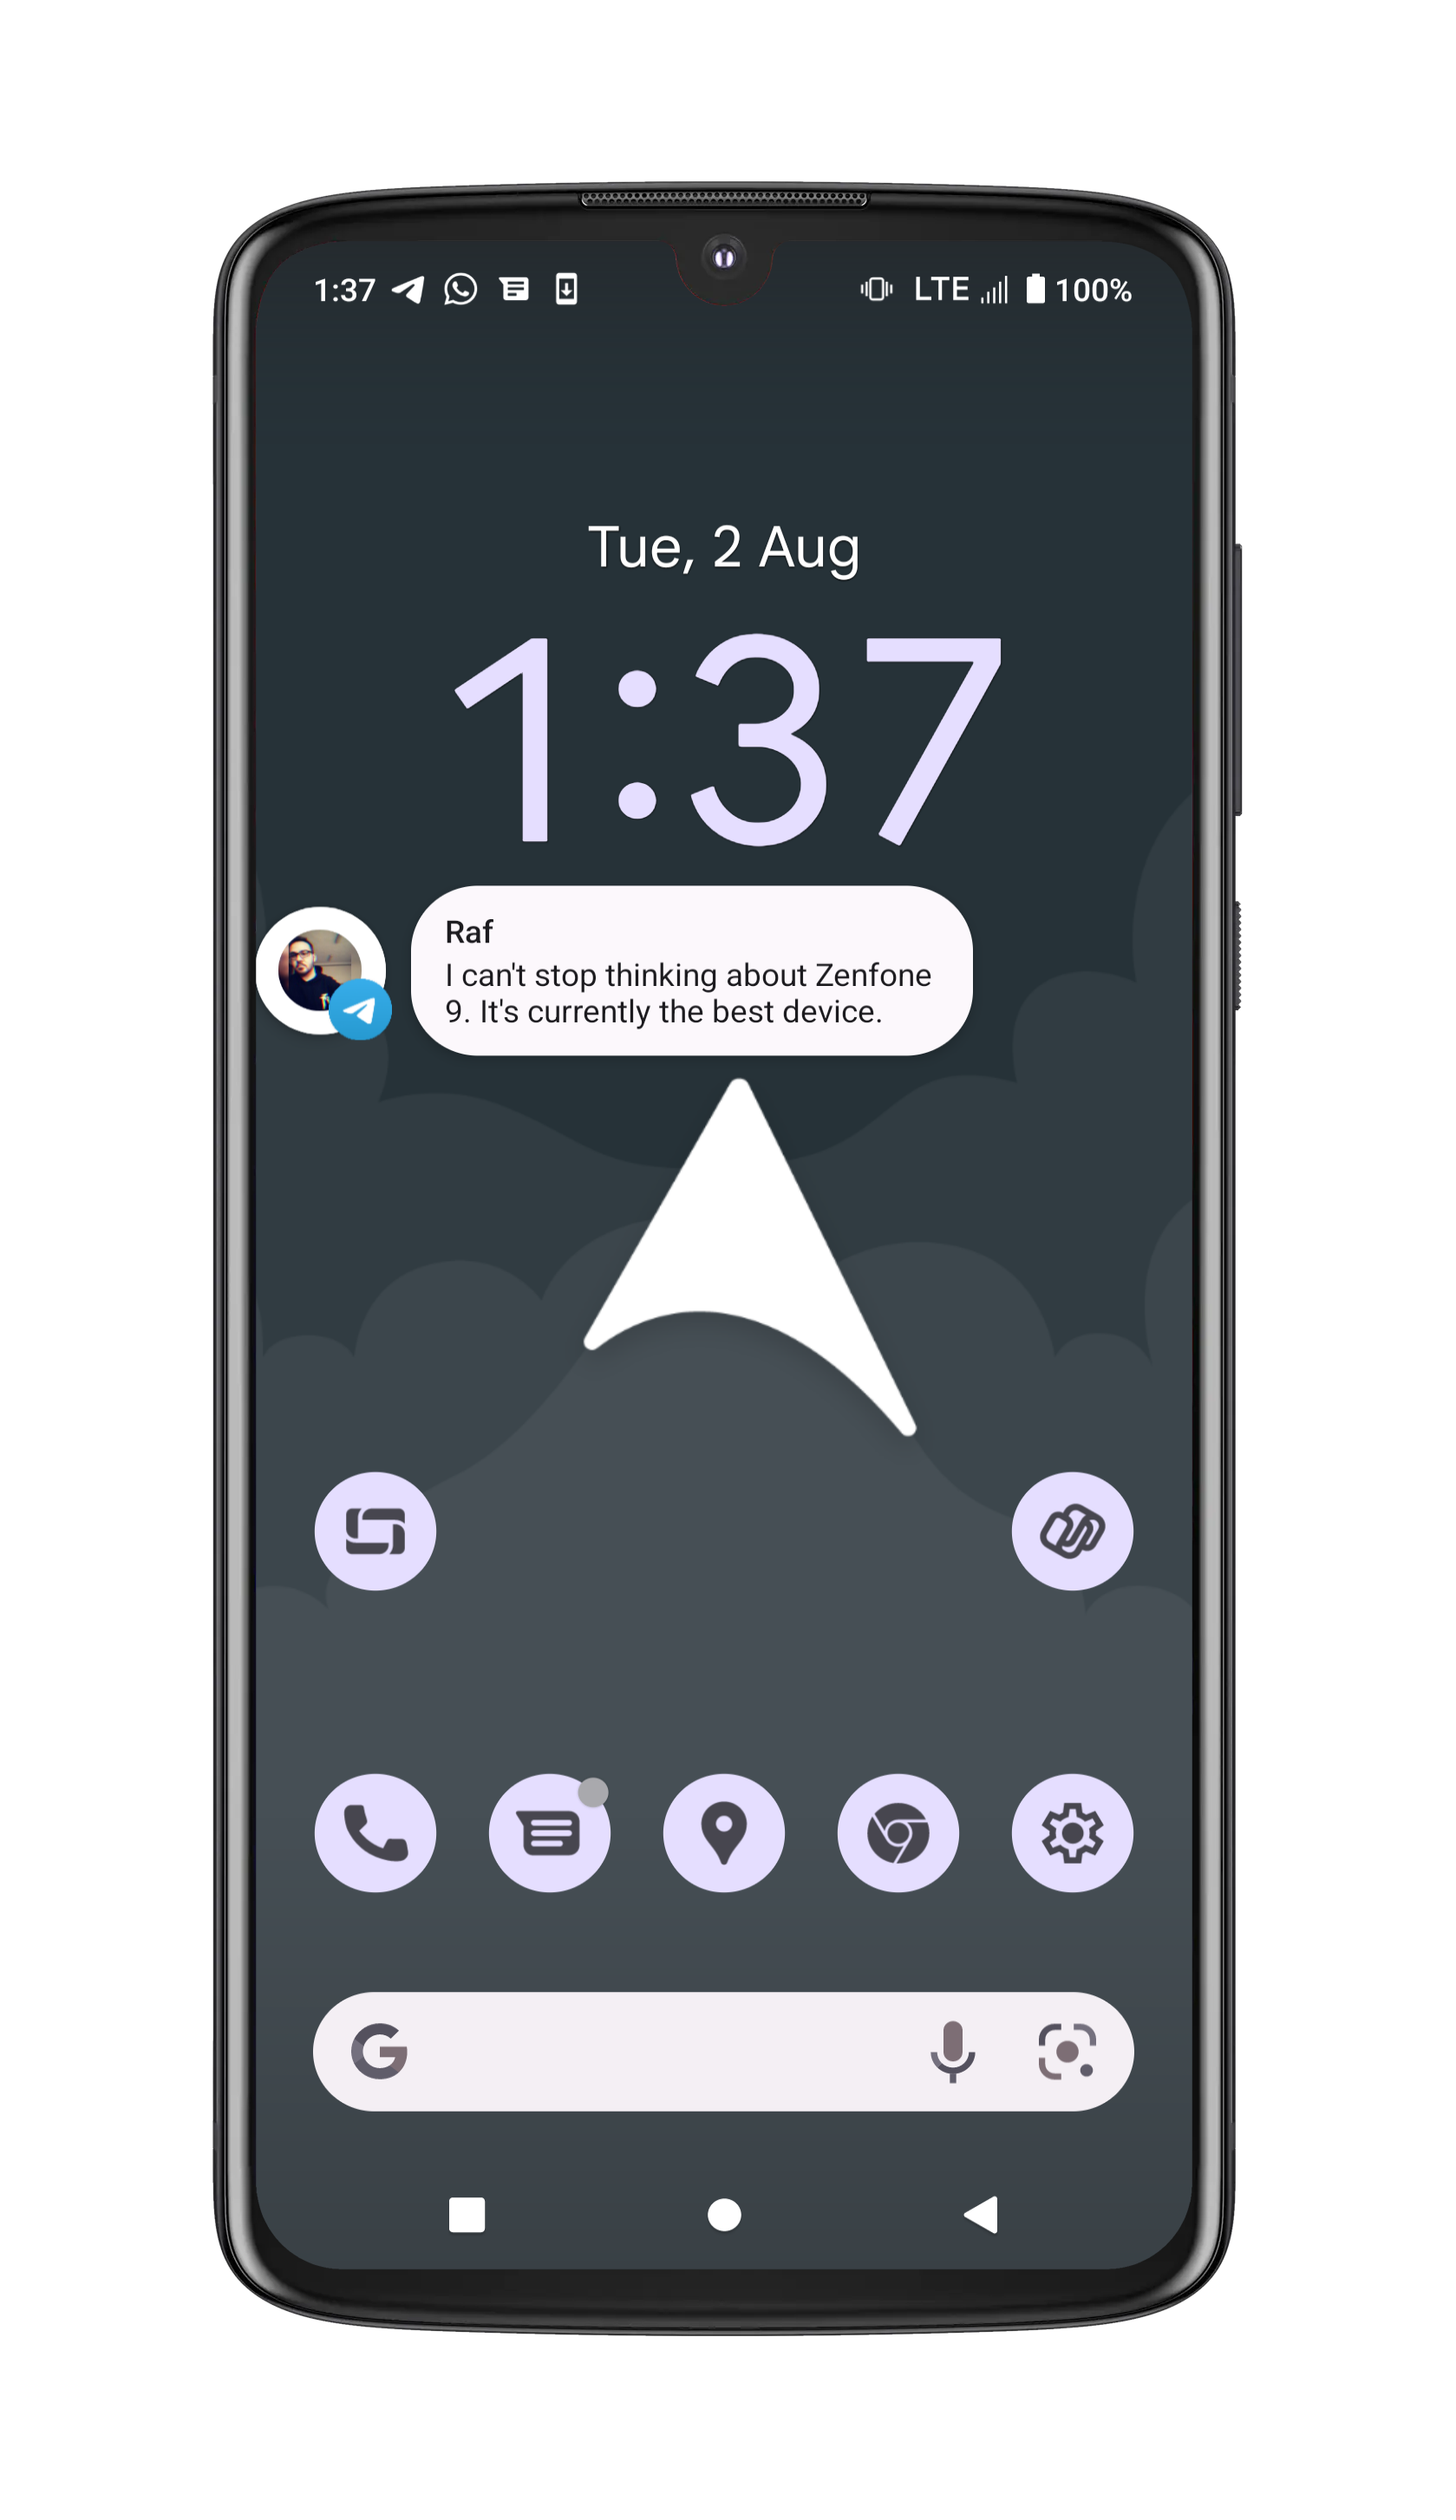 1:37 LTE 100%
Tue, 2 Aug
1:37
Raf
I can't stop thinking about Zenfone
9. It's currently the best device.